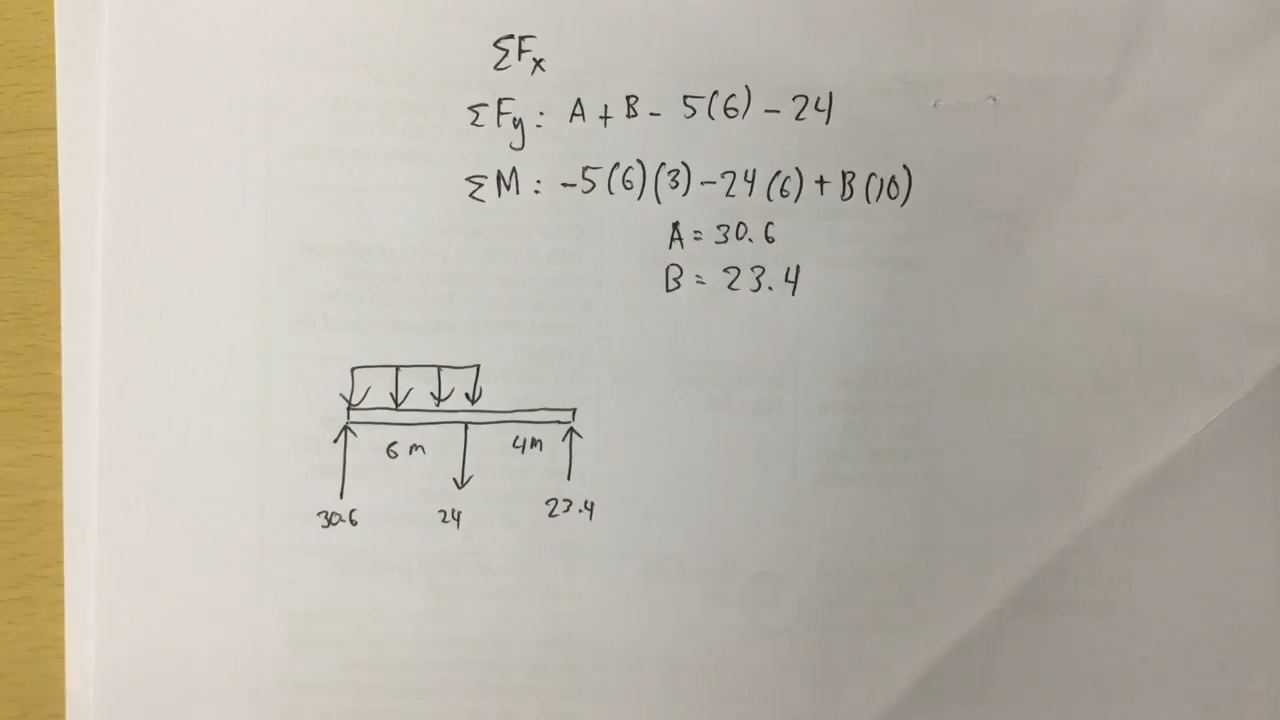 ΣFx
ΣFy: A + B - 5(6) - 24
ΣM: -5(6)(3) - 24(6) + B(10)
A = 30.6
B = 23.4
6 m 4m
30.6 24 23.4